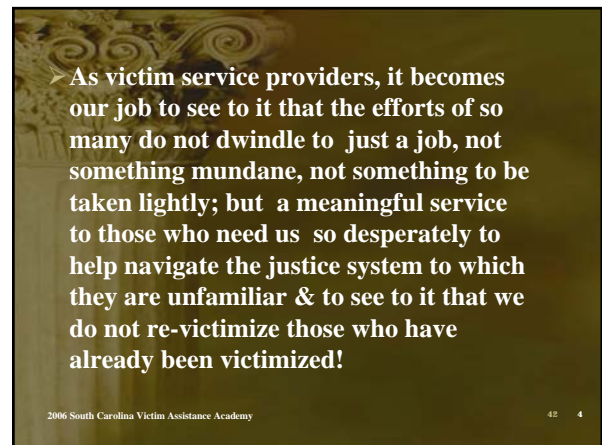 As victim service providers, it becomes
our job to see to it that the efforts of so
many do not dwindle to  just a job, not
something mundane, not something to be
taken lightly; but  a meaningful service
to those who need us  so desperately to
help navigate the justice system to which
they are unfamiliar & to see to it that we
do not re-victimize those who have
already been victimized!
2006 South Carolina Victim Assistance Academy 42 4